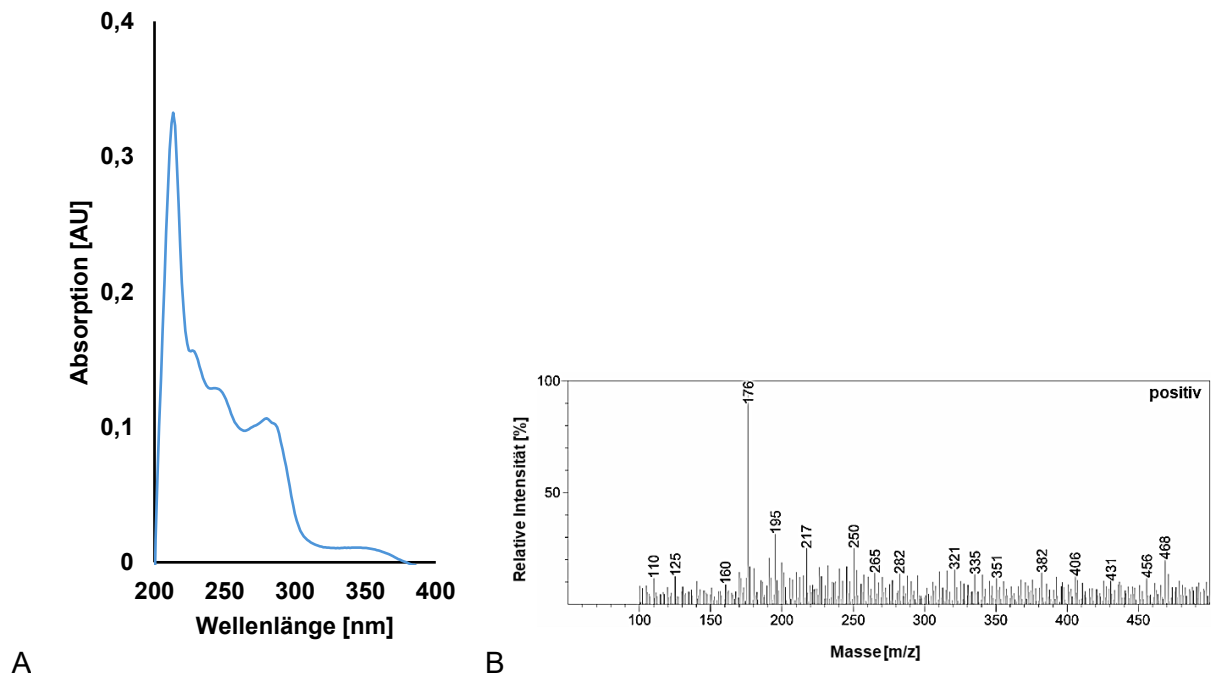 0,4
0,3
0,2
0,1
0
Absorption [AU]
200 250 300 350 400
Wellenlänge [nm]
A
100
50
Relative Intensität [%]
positiv
110 125 160 176 195 217 250 265 282 321 335 351 382 406 431 456 468
100 150 200 250 300 350 400 450
Masse [m/z]
B